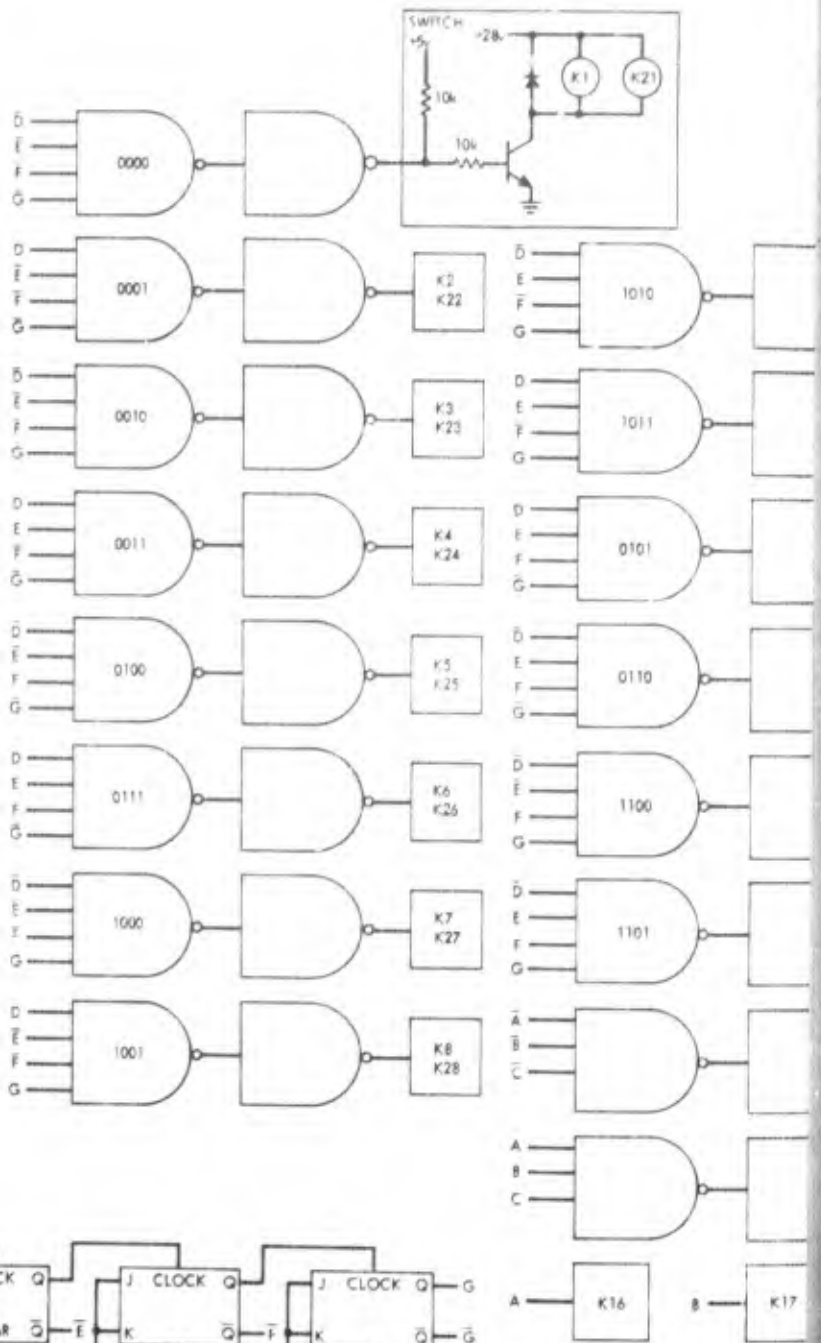 SWITCH
+5v
28v
10k
10k
K1
K21
D̅
E̅
F
G
0000
D
E̅
F̅
G̅
0001
K2
K22
D̅
E̅
F̅
G
0010
K3
K23
D
E
F̅
G̅
0011
K4
K24
D̅
E̅
F
G̅
0100
K5
K25
D
E
F
G̅
0111
K6
K26
D̅
G
1000
K7
K27
D
E̅
F̅
G
1001
K8
K28
D̅
E
F̅
G
1010
D
E
F̅
G
1011
D
E
F
G̅
0101
D̅
E
F
G̅
0110
D̅
E̅
F
G
1100
D̅
E
F
G
1101
A̅
B̅
C̅
A
B
C
CK Q
AR Q̅ E̅
J CLOCK Q
K Q̅ F̅
J CLOCK Q G
K Q̅ G̅
A K16
B K17